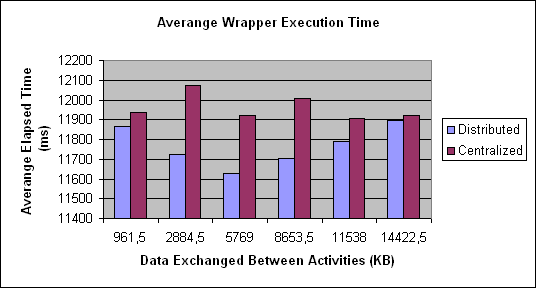 Averange Wrapper Execution Time
Averange Elapsed Time
(ms)
12200
12100
12000
11900
11800
11700
11600
11500
11400
961,5 2884,5 5769 8653,5 11538 14422,5
Data Exchanged Between Activities (KB)
Distributed
Centralized